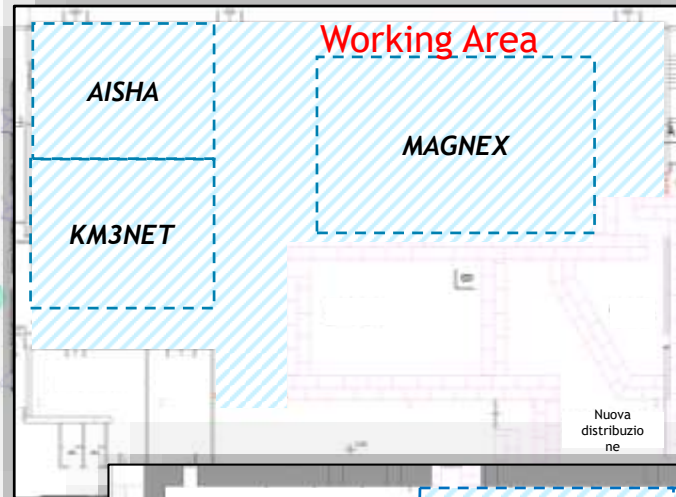 Working Area
AISHA
MAGNEX
KM3NET
Nuova
distribuzio
ne